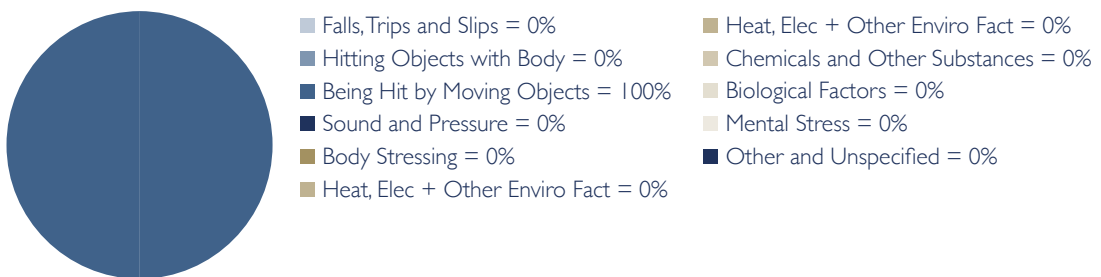 Falls, Trips and Slips = 0%
Hitting Objects with Body = 0%
Being Hit by Moving Objects = 100%
Sound and Pressure = 0%
Body Stressing = 0%
Heat, Elec + Other Enviro Fact = 0%
Heat, Elec + Other Enviro Fact = 0%
Chemicals and Other Substances = 0%
Biological Factors = 0%
Mental Stress = 0%
Other and Unspecified = 0%